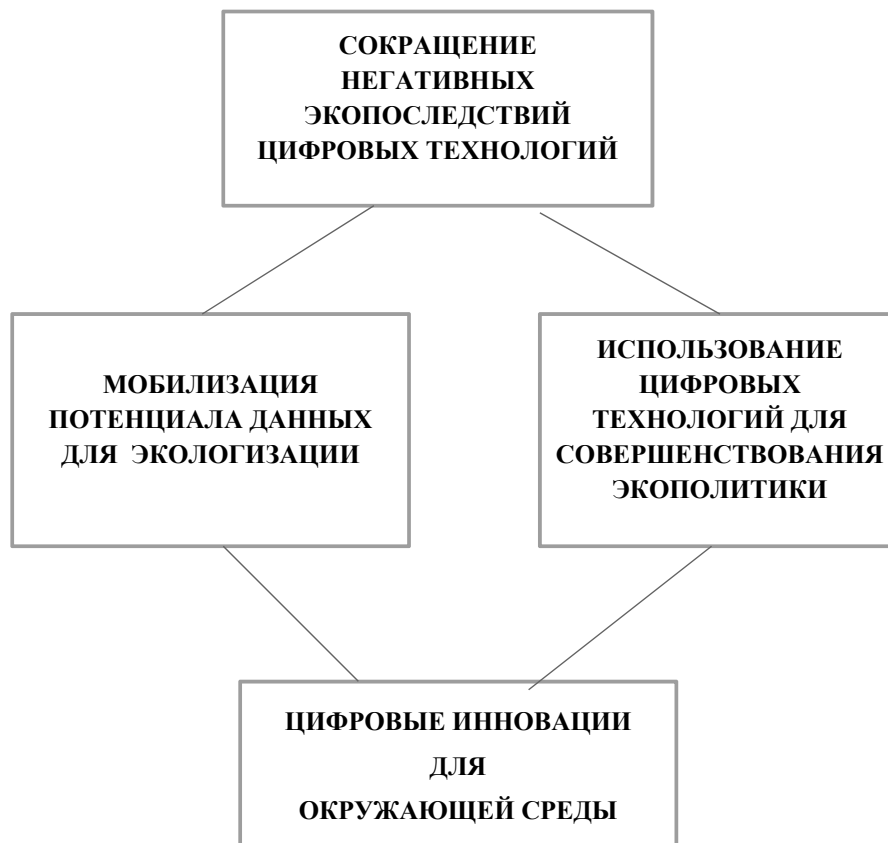 СОКРАЩЕНИЕ
НЕГАТИВНЫХ
ЭКОПОСЛЕДСТВИЙ
ЦИФРОВЫХ ТЕХНОЛОГИЙ
МОБИЛИЗАЦИЯ
ПОТЕНЦИАЛА ДАННЫХ
ДЛЯ ЭКОЛОГИЗАЦИИ
ИСПОЛЬЗОВАНИЕ
ЦИФРОВЫХ
ТЕХНОЛОГИЙ ДЛЯ
СОВЕРШЕНСТВОВАНИЯ
ЭКОПОЛИТИКИ
ЦИФРОВЫЕ ИННОВАЦИИ
ДЛЯ
ОКРУЖАЮЩЕЙ СРЕДЫ